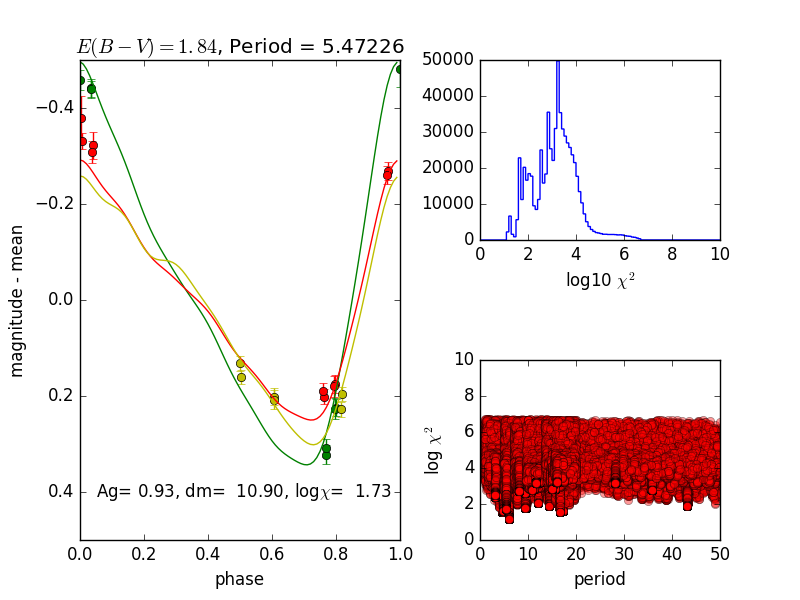 E(B − V) = 1.84, Period = 5.47226
−0.4
−0.2
0.0
0.2
0.4
magnitude - mean
Ag= 0.93, dm= 10.90, logχ= 1.73
0.0 0.2 0.4 0.6 0.8 1.0
phase
50000
40000
30000
20000
10000
0
0 2 4 6 8 10
log10 χ²
10
8
6
4
2
0
log χ²
0 10 20 30 40 50
period